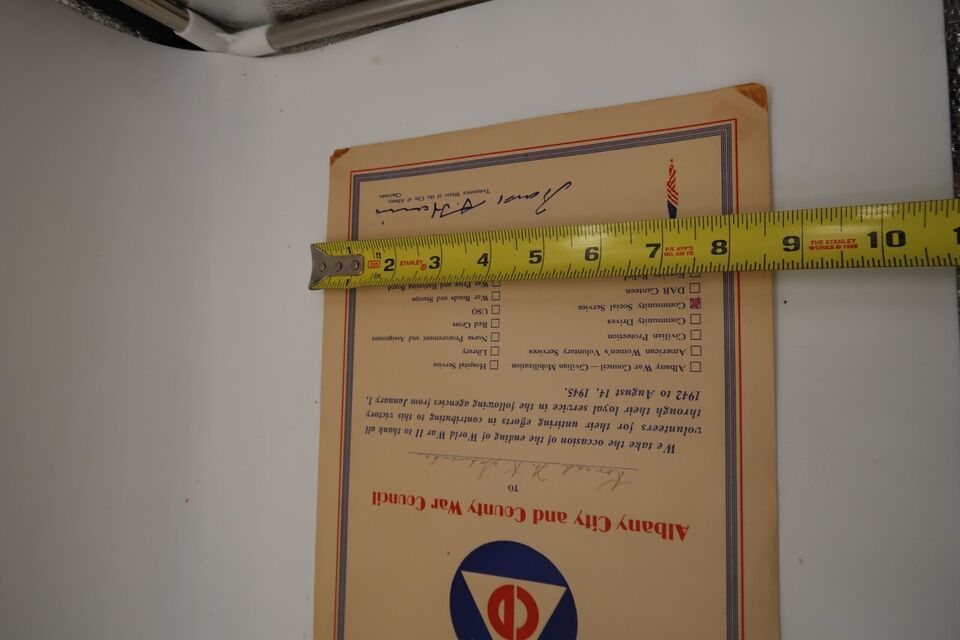 Albany City and County War Council
TO
We take the occasion of the ending of World War II to thank all
volunteers for their untiring efforts in contributing to this victory
through their loyal service in the following agencies from January 1,
1942 to August 14, 1945.
Albany War Council — Civilian Mobilization
American Women's Voluntary Services
Civilian Protection
Community Drives
Community Social Service
DAR Canteen
Hospital Service
Library
Nurse Procurement and Assignment
Red Cross
USO
War Bonds and Stamps
War Price and Rationing Board
Temporary Mayor of the City of Albany
Chairman.
1 2 3 4 5 6 7 8 9 10
STANLEY®
P.R. APP'D
THE STANLEY
WORKS © 1988